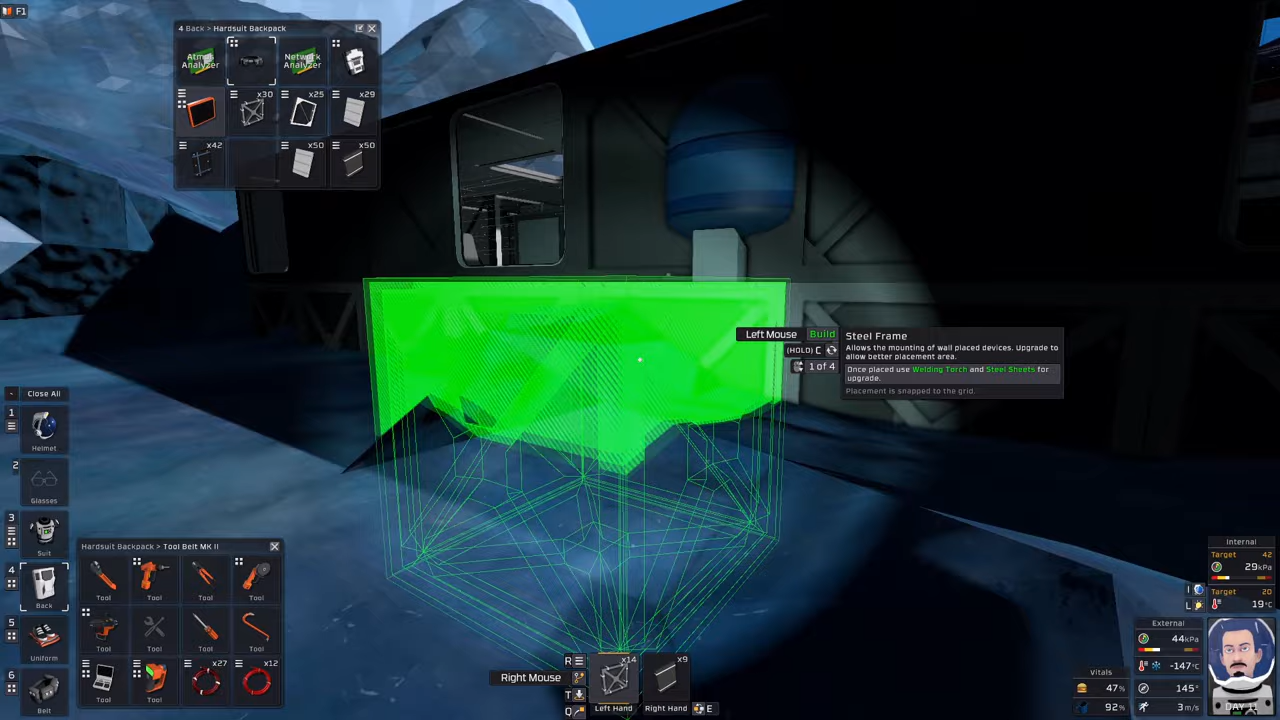 F1
4 Back > Hardsuit Backpack
Atmos
Analyzer
Network
Analyzer
x30
x25
x29
x42
x50
x50
Left Mouse
Build
(HOLD) C
1 of 4
Steel Frame
Allows the mounting of wall placed devices. Upgrade to
allow better placement area.
Once placed use Welding Torch and Steel Sheets for
upgrade.
Placement is snapped to the grid.
- Close All
1
Helmet
2
Glasses
3
Suit
4
Back
5
Uniform
6
Belt
Hardsuit Backpack > Tool Belt MK II
Tool
Tool
Tool
Tool
Tool
Tool
Tool
Tool
Tool
Tool
x27
x12
Right Mouse
R
T
Q
x14
Left Hand
x9
Right Hand
E
Internal
Target 42
29kPa
Target 20
19°C
I
L
External
44kPa
-147°C
145°
3m/s
Vitals
47%
92%
DAY 11